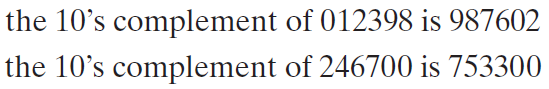 the 10’s complement of 012398 is 987602
the 10’s complement of 246700 is 753300